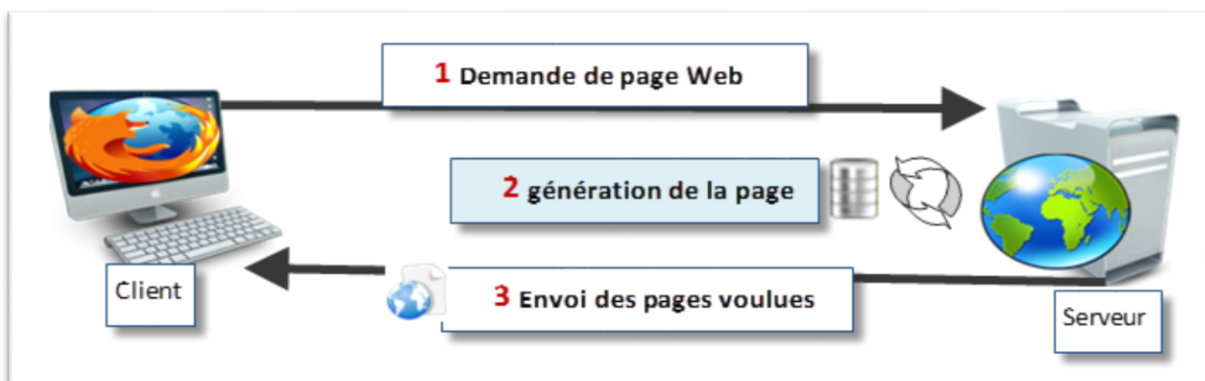 1 Demande de page Web
2 génération de la page
Client
3 Envoi des pages voulues
Serveur